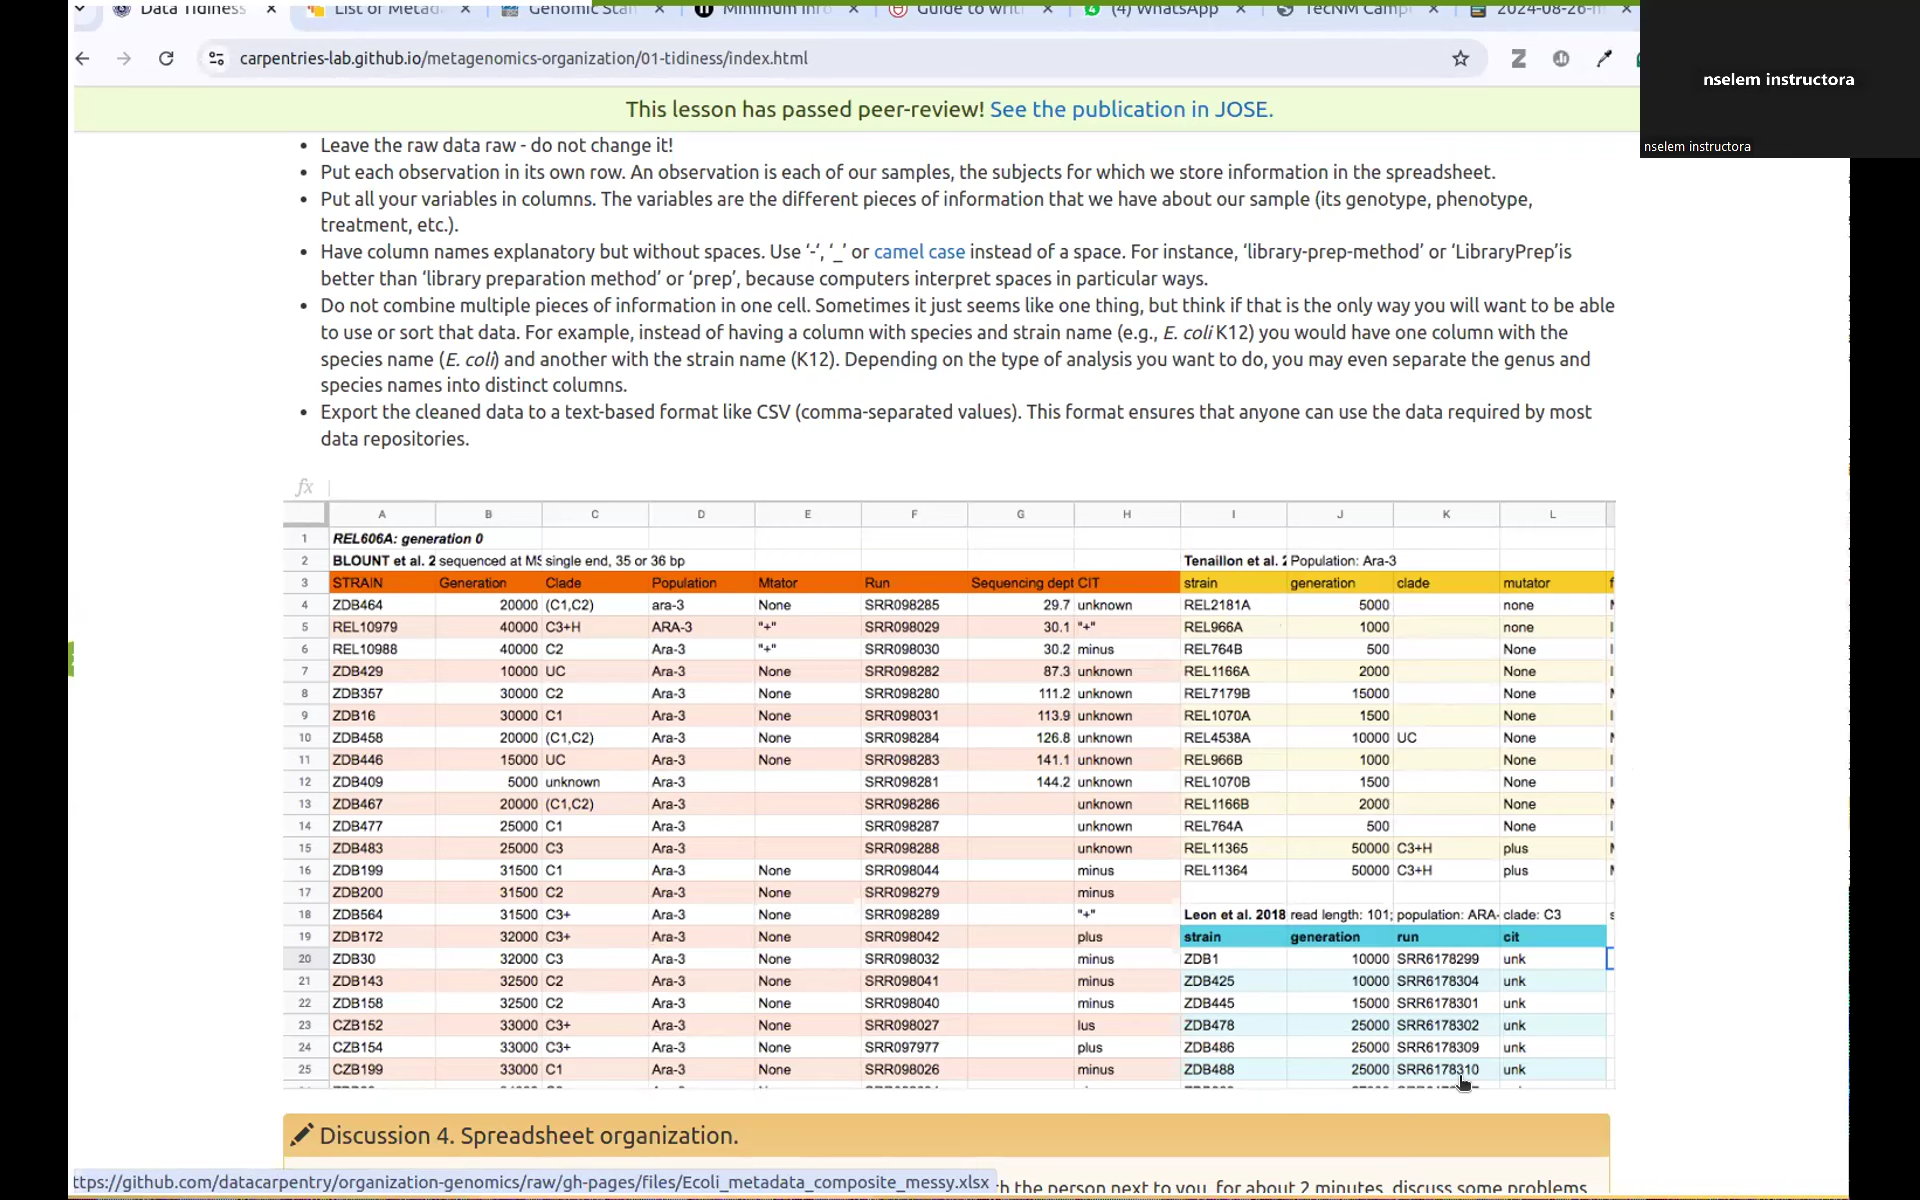 Data Tidiness
List of Metad
Genomic Stan
Minimum Info
Guide to writi
(4) WhatsApp
TecNM Camp
2024-08-26-m
carpentries-lab.github.io/metagenomics-organization/01-tidiness/index.html
nselem instructora
nselem instructora
This lesson has passed peer-review! See the publication in JOSE.
Leave the raw data raw - do not change it!
Put each observation in its own row. An observation is each of our samples, the subjects for which we store information in the spreadsheet.
Put all your variables in columns. The variables are the different pieces of information that we have about our sample (its genotype, phenotype,
treatment, etc.).
Have column names explanatory but without spaces. Use ‘-‘, ‘_’ or camel case instead of a space. For instance, ‘library-prep-method’ or ‘LibraryPrep’is
better than ‘library preparation method’ or ‘prep’, because computers interpret spaces in particular ways.
Do not combine multiple pieces of information in one cell. Sometimes it just seems like one thing, but think if that is the only way you will want to be able
to use or sort that data. For example, instead of having a column with species and strain name (e.g., E. coli K12) you would have one column with the
species name (E. coli) and another with the strain name (K12). Depending on the type of analysis you want to do, you may even separate the genus and
species names into distinct columns.
Export the cleaned data to a text-based format like CSV (comma-separated values). This format ensures that anyone can use the data required by most
data repositories.
fx
A B C D E F G H I J K L
1 REL606A: generation 0
2 BLOUNT et al. 2 sequenced at MS single end, 35 or 36 bp Tenaillon et al. 2 Population: Ara-3
3 STRAIN Generation Clade Population Mtator Run Sequencing dept CIT strain generation clade mutator f
4 ZDB464 20000 (C1,C2) ara-3 None SRR098285 29.7 unknown REL2181A 5000 none
5 REL10979 40000 C3+H ARA-3 "+" SRR098029 30.1 "+" REL966A 1000 none
6 REL10988 40000 C2 Ara-3 "+" SRR098030 30.2 minus REL764B 500 None
7 ZDB429 10000 UC Ara-3 None SRR098282 87.3 unknown REL1166A 2000 None
8 ZDB357 30000 C2 Ara-3 None SRR098280 111.2 unknown REL7179B 15000 None
9 ZDB16 30000 C1 Ara-3 None SRR098031 113.9 unknown REL1070A 1500 None
10 ZDB458 20000 (C1,C2) Ara-3 None SRR098284 126.8 unknown REL4538A 10000 UC None
11 ZDB446 15000 UC Ara-3 None SRR098283 141.1 unknown REL966B 1000 None
12 ZDB409 5000 unknown Ara-3 SRR098281 144.2 unknown REL1070B 1500 None
13 ZDB467 20000 (C1,C2) Ara-3 SRR098286 unknown REL1166B 2000 None
14 ZDB477 25000 C1 Ara-3 SRR098287 unknown REL764A 500 None
15 ZDB483 25000 C3 Ara-3 SRR098288 unknown REL11365 50000 C3+H plus
16 ZDB199 31500 C1 Ara-3 None SRR098044 minus REL11364 50000 C3+H plus
17 ZDB200 31500 C2 Ara-3 None SRR098279 minus
18 ZDB564 31500 C3+ Ara-3 None SRR098289 "+" Leon et al. 2018 read length: 101; population: ARA- clade: C3 s
19 ZDB172 32000 C3+ Ara-3 None SRR098042 plus strain generation run cit
20 ZDB30 32000 C3 Ara-3 None SRR098032 minus ZDB1 10000 SRR6178299 unk
21 ZDB143 32500 C2 Ara-3 None SRR098041 minus ZDB425 10000 SRR6178304 unk
22 ZDB158 32500 C2 Ara-3 None SRR098040 minus ZDB445 15000 SRR6178301 unk
23 CZB152 33000 C3+ Ara-3 None SRR098027 lus ZDB478 25000 SRR6178302 unk
24 CZB154 33000 C3+ Ara-3 None SRR097977 plus ZDB486 25000 SRR6178309 unk
25 CZB199 33000 C1 Ara-3 None SRR098026 minus ZDB488 25000 SRR6178310 unk
Discussion 4. Spreadsheet organization.
the person next to you, for about 2 minutes, discuss some problems
ttps://github.com/datacarpentry/organization-genomics/raw/gh-pages/files/Ecoli_metadata_composite_messy.xlsx